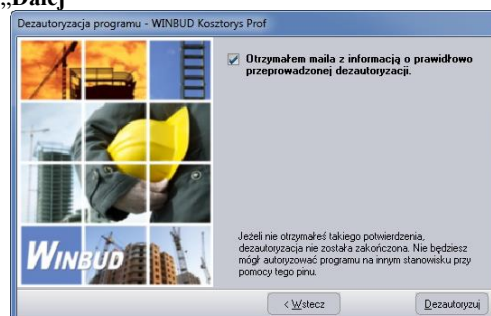 „Dalej"
Dezautoryzacja programu - WINBUD Kosztorys Prof
Otrzymałem maila z informacją o prawidłowo
przeprowadzonej dezautoryzacji.
WINBUD
Jeżeli nie otrzymałeś takiego potwierdzenia,
dezautoryzacja nie została zakończona. Nie będziesz
mógł autoryzować programu na innym stanowisku przy
pomocy tego pinu.
< Wstecz
Dezautoryzuj